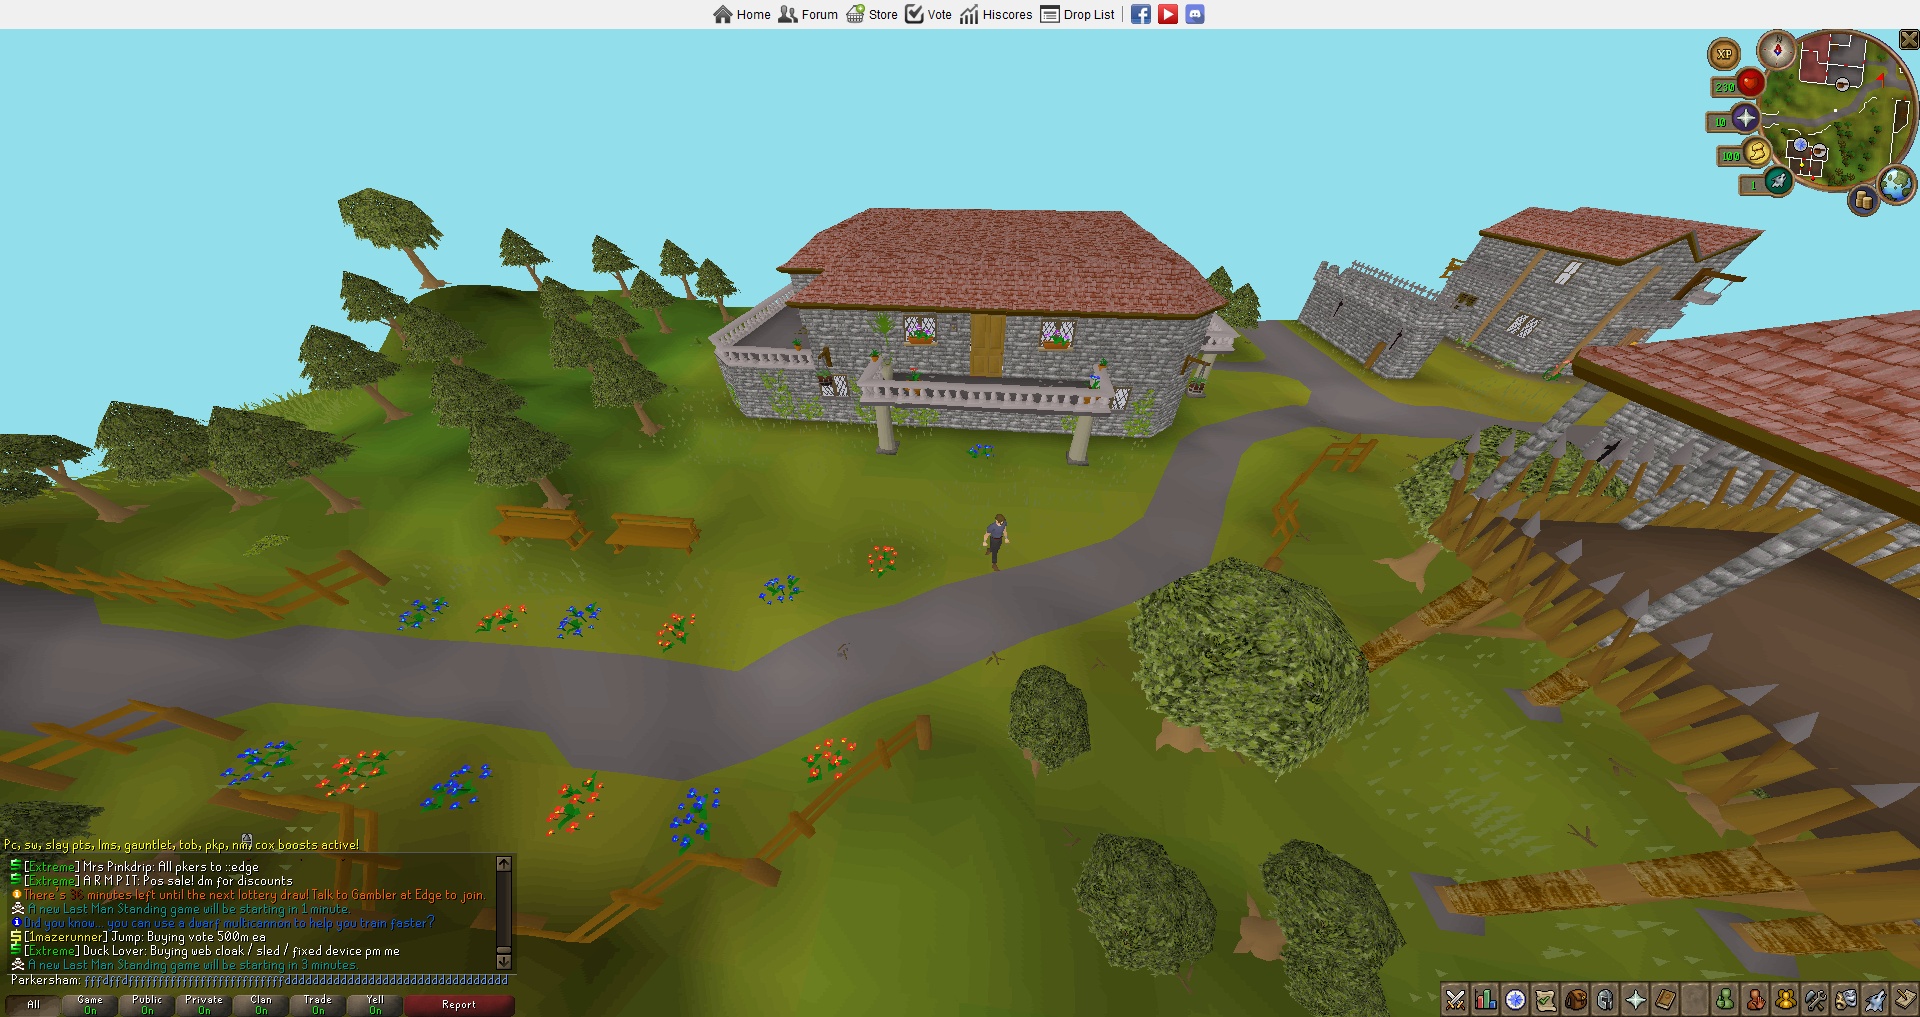 Home Forum Store Vote Hiscores Drop List
XP
N
230
10
100
1
Pc, sw, slay pts, lms, gauntlet, tob, pkp, nm, cox boosts active!
[Extreme] Mrs Pinkdrip: All pkers to ::edge
[Extreme] A R M P I T: Pos sale! dm for discounts
There's minutes left until the next lottery draw! Talk to Gambler at Edge to join.
A new Last Man Standing game will be starting in 1 minute.
Did you know... you can use a dwarf multicannon to help you train faster?
[1mazerunner] Jump: Buying vote 500m ea
[Extreme] Duck Lover: Buying web cloak / sled / fixed device pm me
A new Last Man Standing game will be starting in 3 minutes.
Parkersham:
All Game On Public On Private On Clan On Trade On Yell On Report